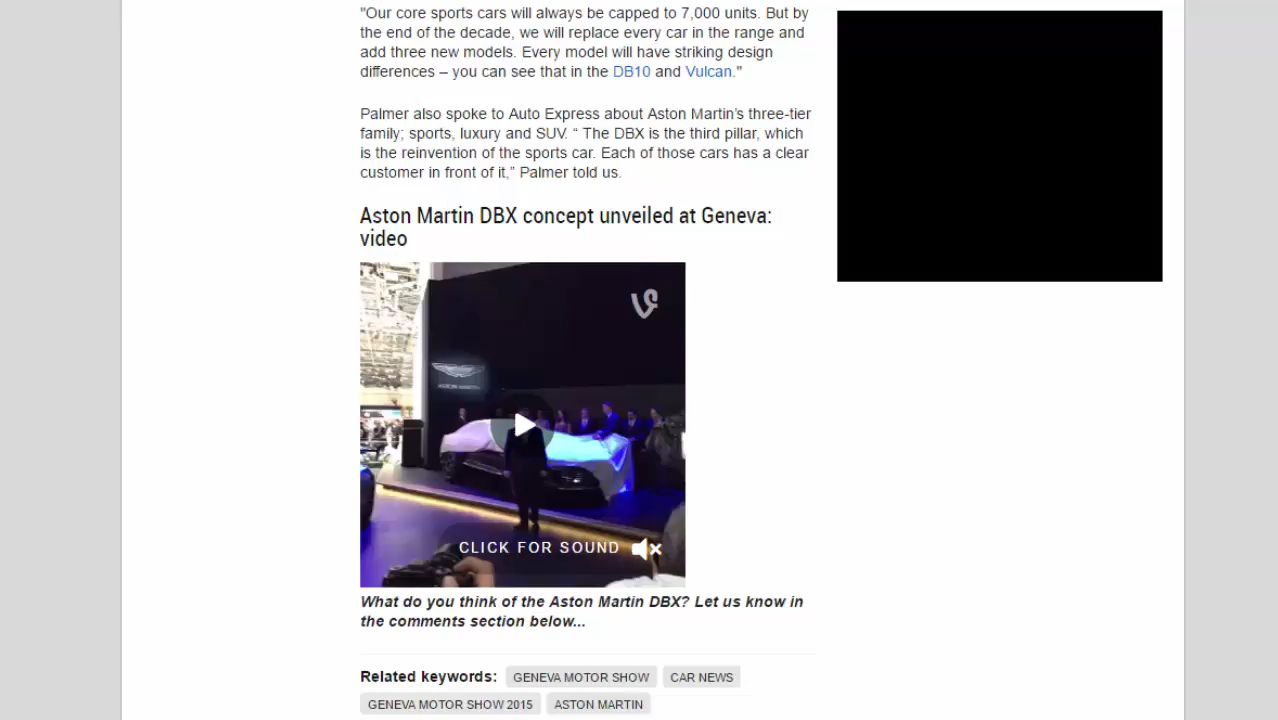 "Our core sports cars will always be capped to 7,000 units. But by
the end of the decade, we will replace every car in the range and
add three new models. Every model will have striking design
differences – you can see that in the DB10 and Vulcan."
Palmer also spoke to Auto Express about Aston Martin’s three-tier
family; sports, luxury and SUV. “ The DBX is the third pillar, which
is the reinvention of the sports car. Each of those cars has a clear
customer in front of it,” Palmer told us.
Aston Martin DBX concept unveiled at Geneva:
video
CLICK FOR SOUND
What do you think of the Aston Martin DBX? Let us know in
the comments section below...
Related keywords: GENEVA MOTOR SHOW CAR NEWS
GENEVA MOTOR SHOW 2015 ASTON MARTIN